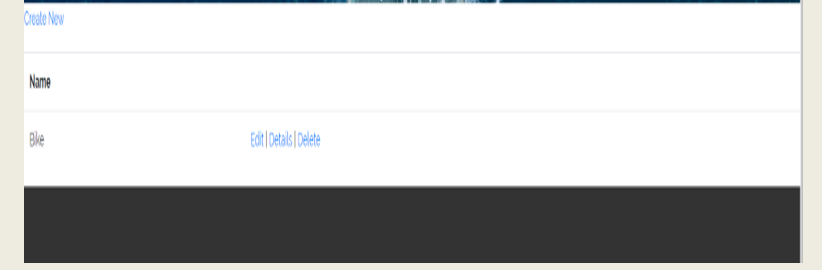 Create New
Name
Bike Edit | Details | Delete